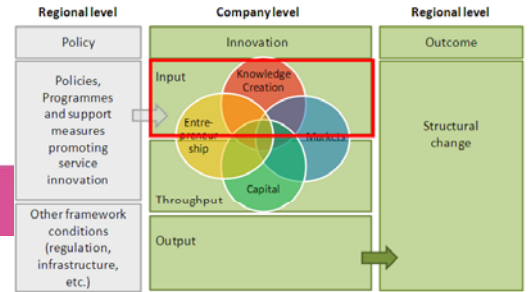 Regional level
Company level
Regional level
Policy
Innovation
Outcome
Policies,
Programmes
and support
measures
promoting
service
innovation
Input
Knowledge
Creation
Entre-
preneur
ship
Markets
Capital
Throughput
Structural
change
Other framework
conditions
(regulation,
infrastructure,
etc.)
Output